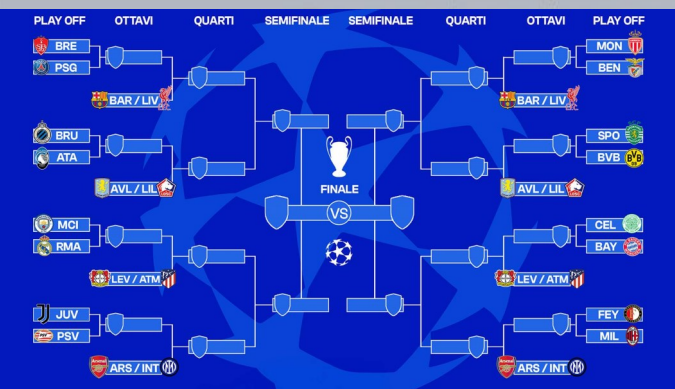 PLAY OFF OTTAVI QUARTI SEMIFINALE SEMIFINALE QUARTI OTTAVI PLAY OFF
BRE
PSG
BAR / LIV
BRU
ATA
AVL / LIL
MCI
RMA
LEV / ATM
JUV
PSV
ARS / INT
FINALE
VS
MON
BEN
BAR / LIV
SPO
BVB
AVL / LIL
CEL
BAY
LEV / ATM
FEY
MIL
ARS / INT